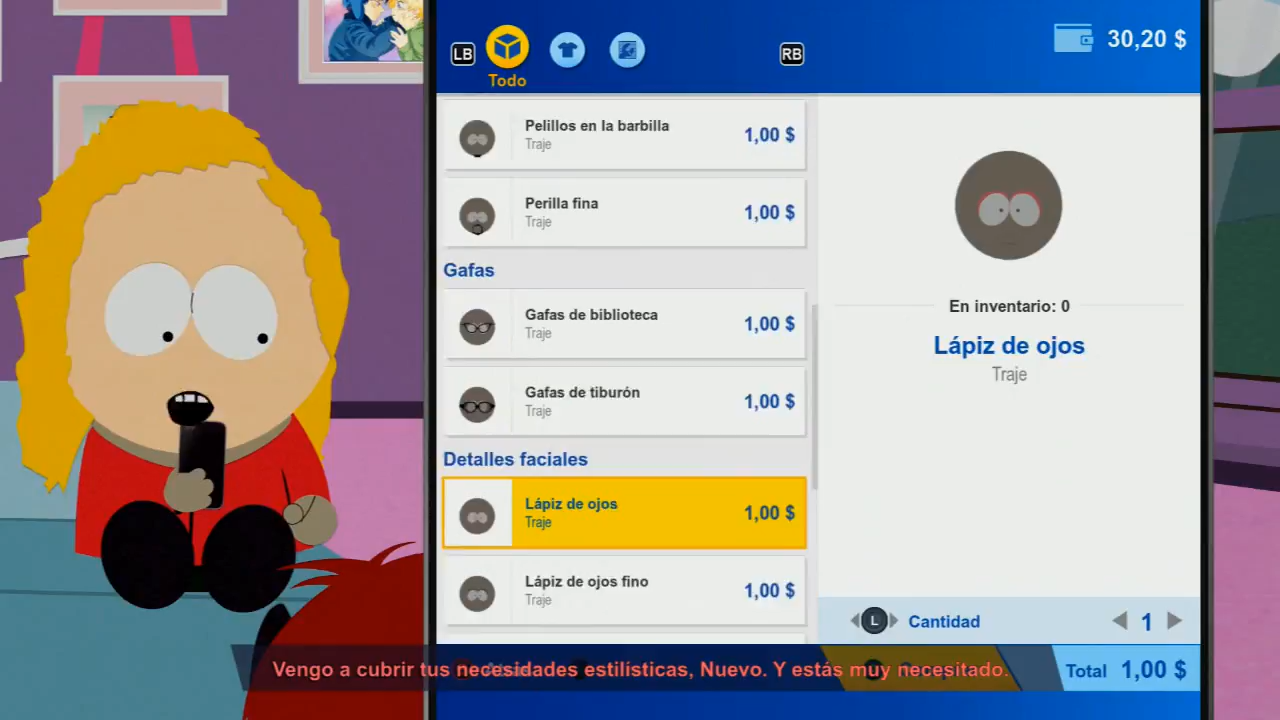 LB
Todo
RB
30,20 $
Pelillos en la barbilla
Traje
1,00 $
Perilla fina
Traje
1,00 $
Gafas
Gafas de biblioteca
Traje
1,00 $
Gafas de tiburón
Traje
1,00 $
Detalles faciales
Lápiz de ojos
Traje
1,00 $
Lápiz de ojos fino
Traje
1,00 $
En inventario: 0
Lápiz de ojos
Traje
L Cantidad 1
Vengo a cubrir tus necesidades estilísticas, Nuevo. Y estás muy necesitado.
Total 1,00 $